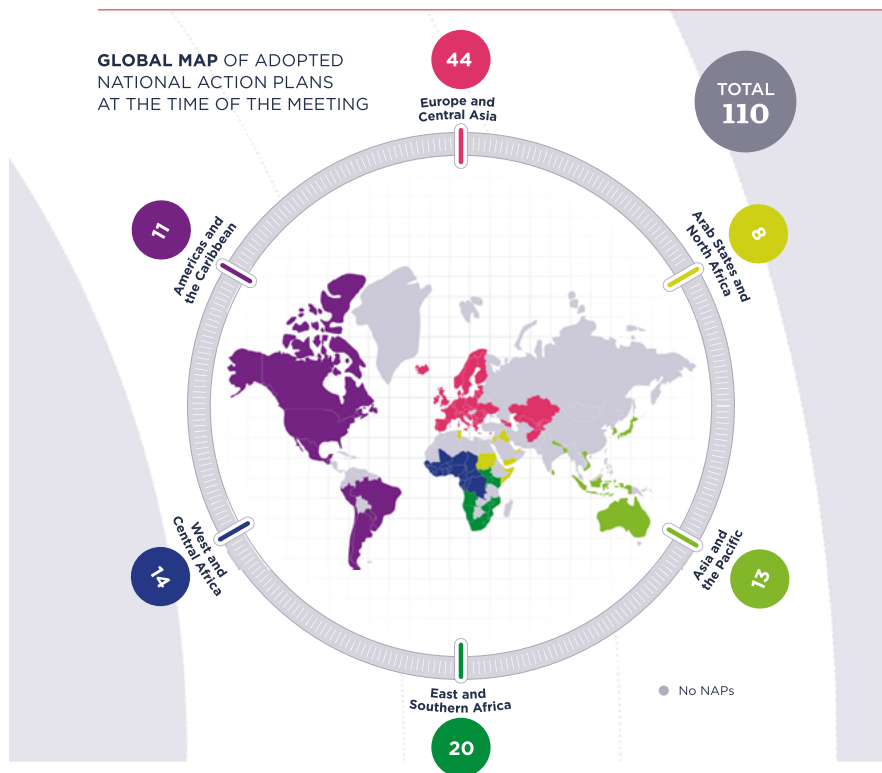 GLOBAL MAP OF ADOPTED
NATIONAL ACTION PLANS
AT THE TIME OF THE MEETING
44
Europe and
Central Asia
TOTAL
110
11
Americas and
the Caribbean
8
Arab States and
North Africa
14
West and
Central Africa
13
Asia and
the Pacific
East and
Southern Africa
20
No NAPs